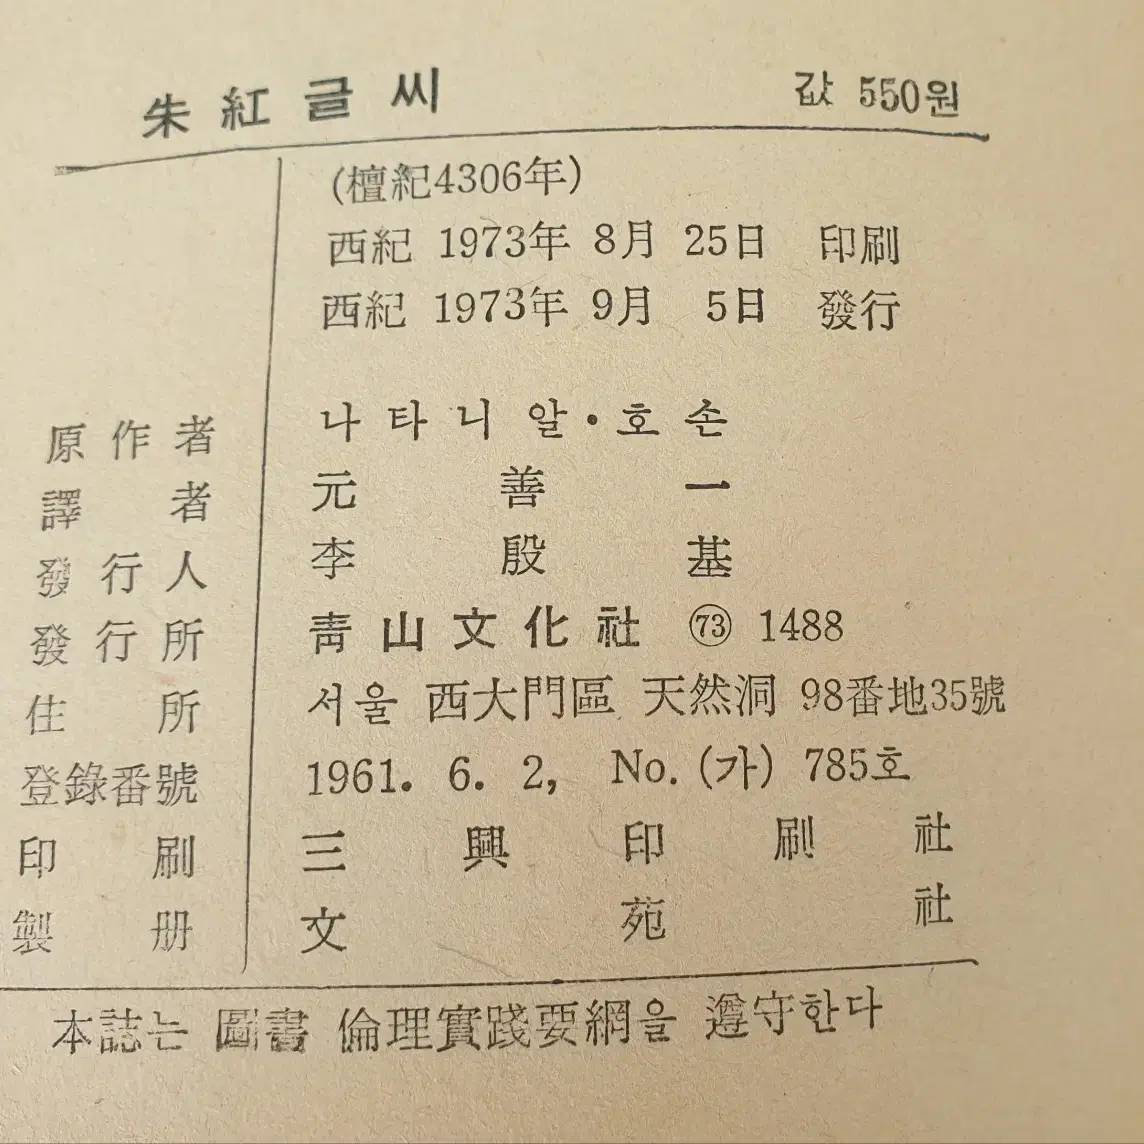 朱紅글씨 값 550원
(檀紀4306年)
西紀 1973年 8月 25日 印刷
西紀 1973年 9月 5日 發行
原作者 나타니알·호손
譯者 元善一
發行人 李殷基
發行所 靑山文化社 ㊆㊂ 1488
住所 서울 西大門區 天然洞 98番地35號
登錄番號 1961. 6. 2, No. (가) 785호
印刷 三興印刷社
製册 文苑社
本誌는 圖書 倫理實踐要綱을 遵守한다